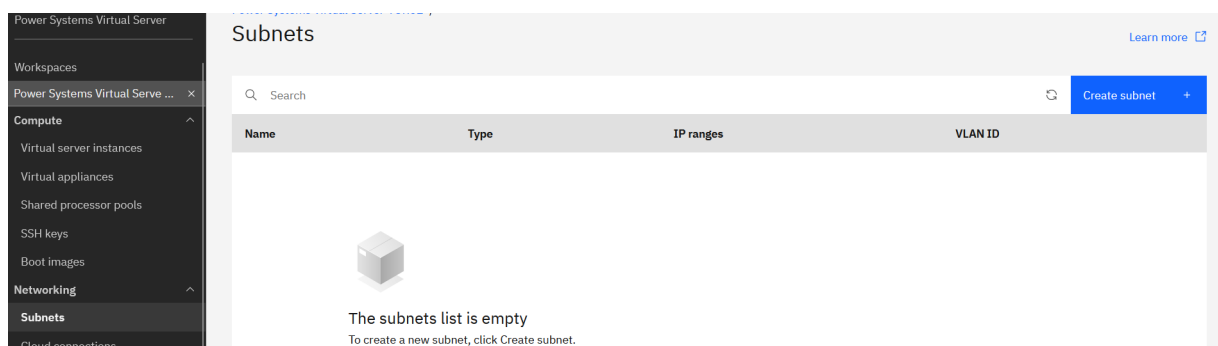 Power Systems Virtual Server
Subnets
Learn more
Workspaces
Power Systems Virtual Serve ...
Search
Create subnet +
Compute
Name Type IP ranges VLAN ID
Virtual server instances
Virtual appliances
Shared processor pools
SSH keys
Boot images
Networking
Subnets
The subnets list is empty
To create a new subnet, click Create subnet.
Cloud connections